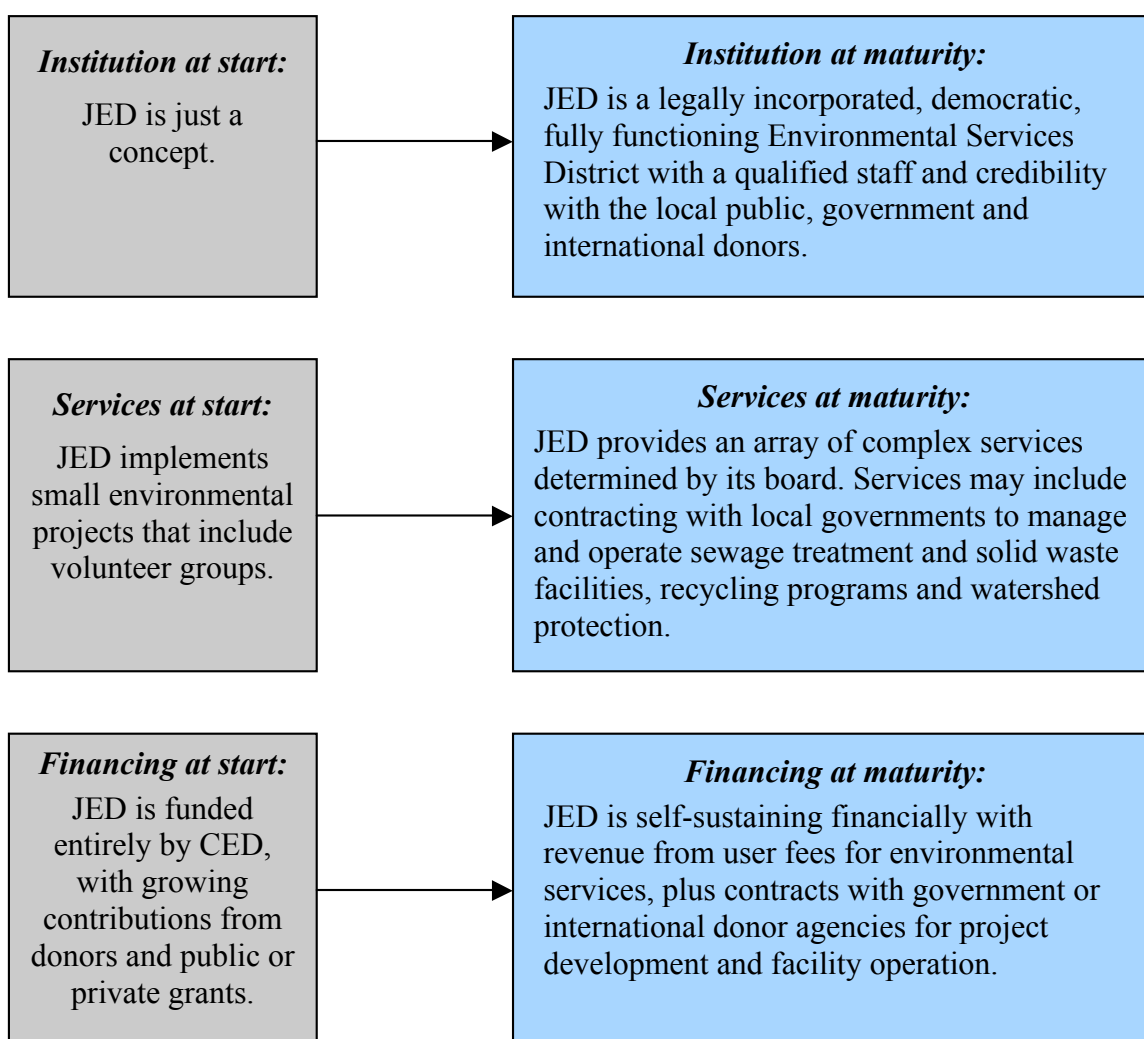 Institution at start:
JED is just a
concept.
Institution at maturity:
JED is a legally incorporated, democratic,
fully functioning Environmental Services
District with a qualified staff and credibility
with the local public, government and
international donors.
Services at start:
JED implements
small environmental
projects that include
volunteer groups.
Services at maturity:
JED provides an array of complex services
determined by its board. Services may include
contracting with local governments to manage
and operate sewage treatment and solid waste
facilities, recycling programs and watershed
protection.
Financing at start:
JED is funded
entirely by CED,
with growing
contributions from
donors and public or
private grants.
Financing at maturity:
JED is self-sustaining financially with
revenue from user fees for environmental
services, plus contracts with government or
international donor agencies for project
development and facility operation.